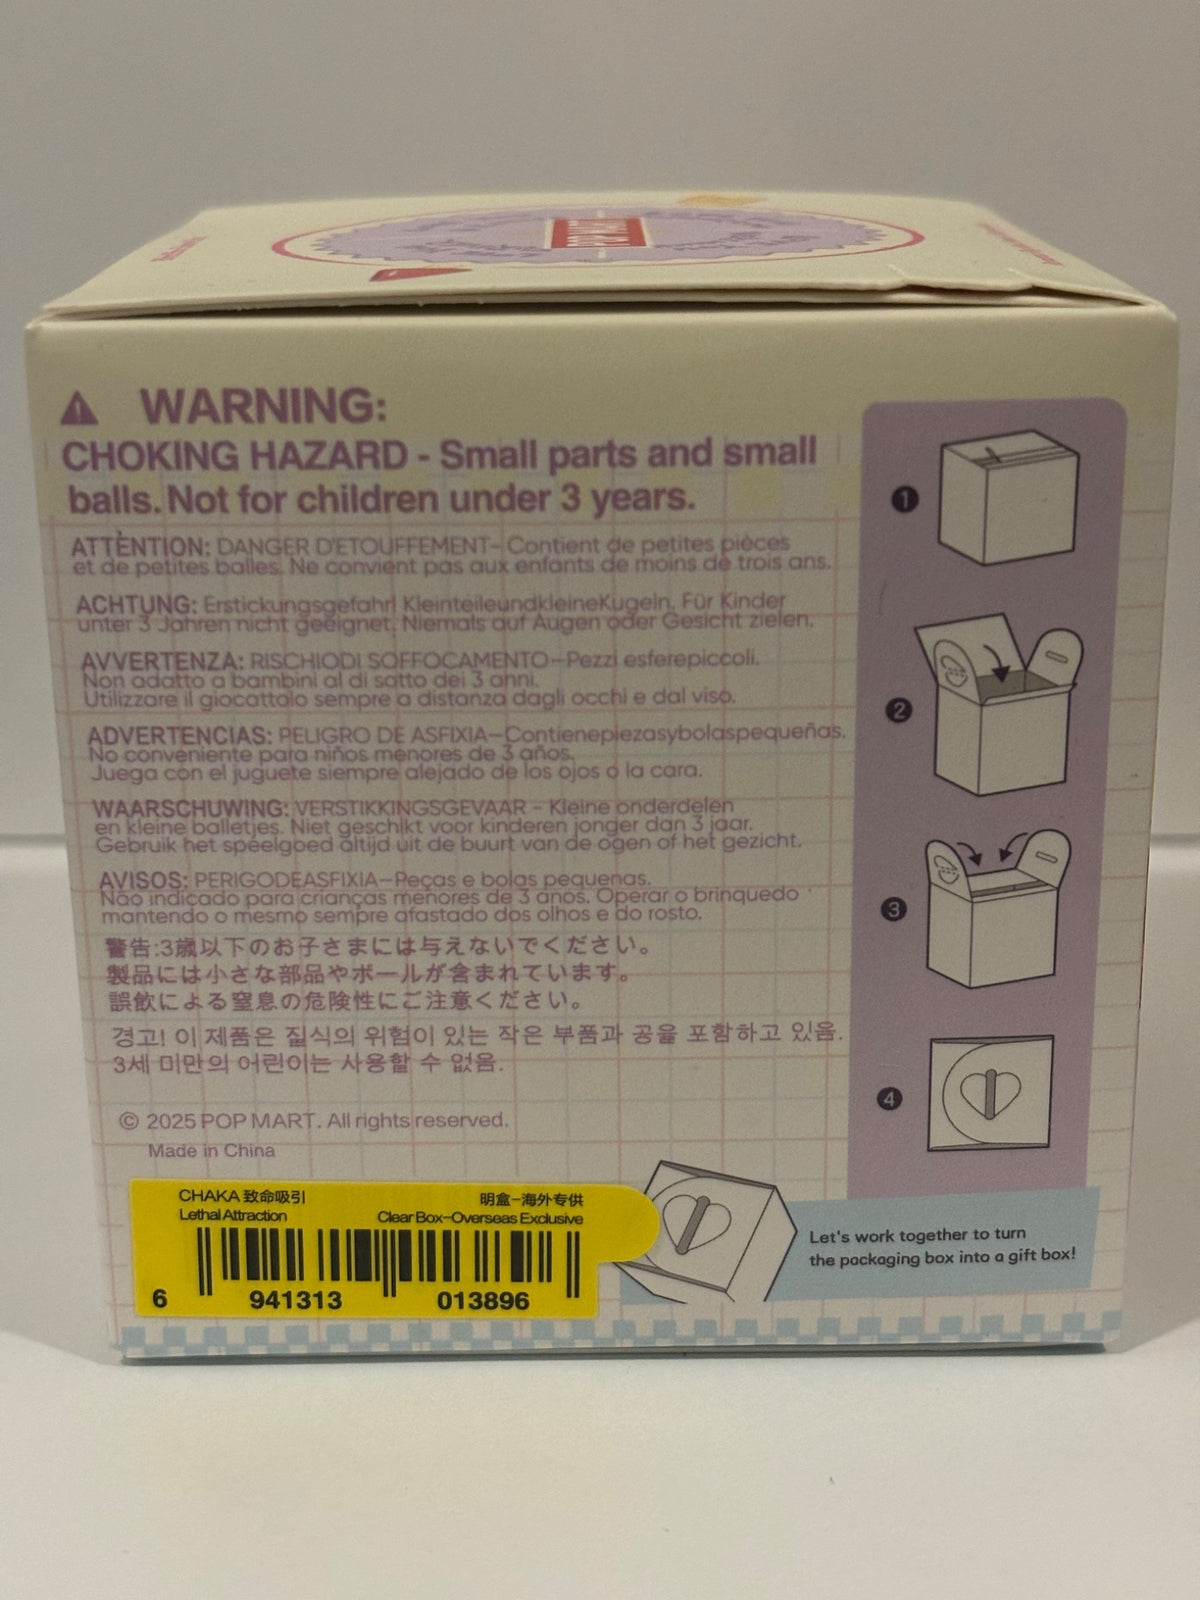 POP MART
WARNING:
CHOKING HAZARD - Small parts and small
balls. Not for children under 3 years.
ATTÈNTION: DANGER D'ETOUFFEMENT-Contient de petites pièces
et de petites balles. Ne convient pas aux enfants de moins de trois ans.
ACHTUNG: Erstickungsgefahr! KleinteileundkleineKugeln. Für Kinder
unter 3 Jahren nicht geeignet. Niemals auf Augen oder Gesicht zielen.
AVVERTENZA: RISCHIODI SOFFOCAMENTO-Pezzi esferepiccoli.
Non adatto a bambini al di satto dei 3 anni.
Utilizzare il giocattolo sempre a distanza dagli occhi e dal viso.
ADVERTENCIAS: PELIGRO DE ASFIXIA-Contienepiezasybolaspequeñas.
No conveniente para niños menores de 3 años.
Juega con el juguete siempre alejado de los ojos o la cara.
WAARSCHUWING: VERSTIKKINGSGEVAAR - Kleine onderdelen
en kleine balletjes. Niet geschikt voor kinderen jonger dan 3 jaar.
Gebruik het speelgoed altijd uit de buurt van de ogen of het gezicht.
AVISOS: PERIGODEASFIXIA-Peças e bolas pequenas.
Não indicado para crianças menores de 3 anos. Operar o brinquedo
mantendo o mesmo sempre afastado dos olhos e do rosto.
警告:3歳以下のお子さまには与えないでください。
製品には小さな部品やボールが含まれています。
誤飲による窒息の危険性にご注意ください。
경고! 이 제품은 질식의 위험이 있는 작은 부품과 공을 포함하고 있음.
3세 미만의 어린이는 사용할 수 없음.
© 2025 POP MART. All rights reserved.
Made in China
CHAKA 致命吸引 明盒-海外专供
Lethal Attraction Clear Box-Overseas Exclusive
6 941313 013896
1
2
3
4
Let's work together to turn
the packaging box into a gift box!